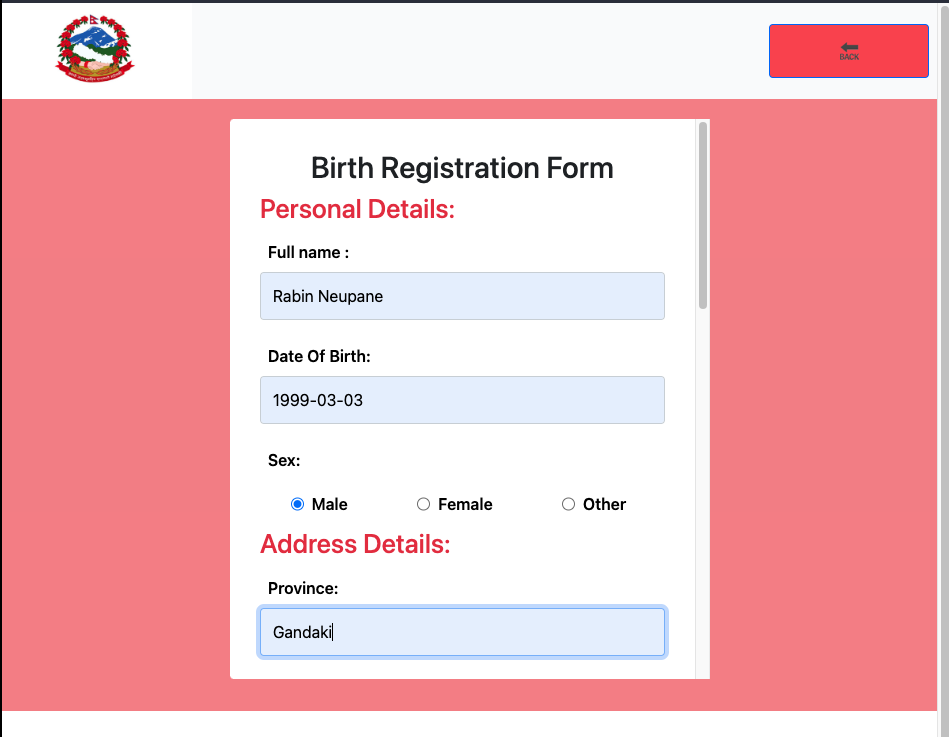 BACK
Birth Registration Form
Personal Details:
Full name :
Rabin Neupane
Date Of Birth:
1999-03-03
Sex:
Male Female Other
Address Details:
Province:
Gandaki